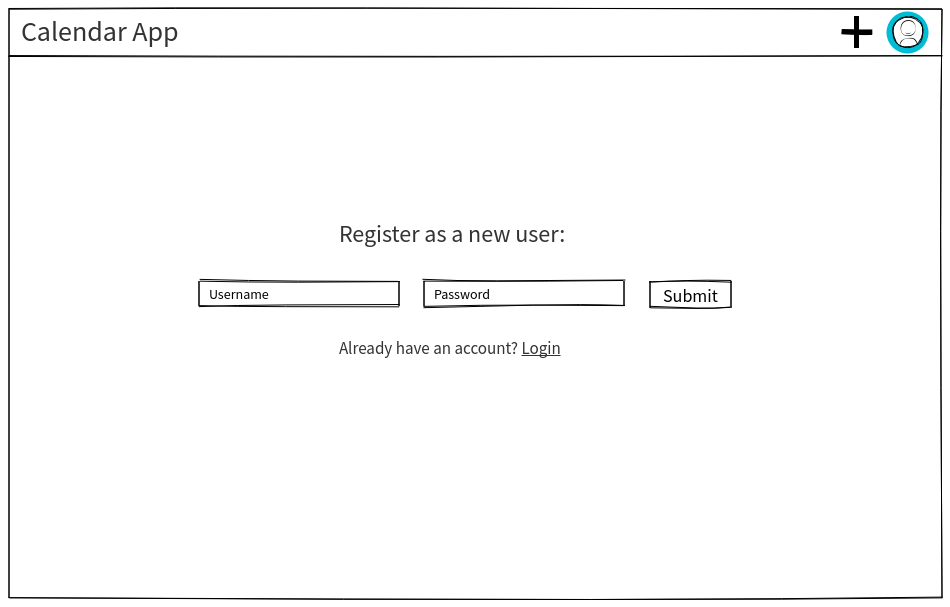 Calendar App
Register as a new user:
Username
Password
Submit
Already have an account? Login